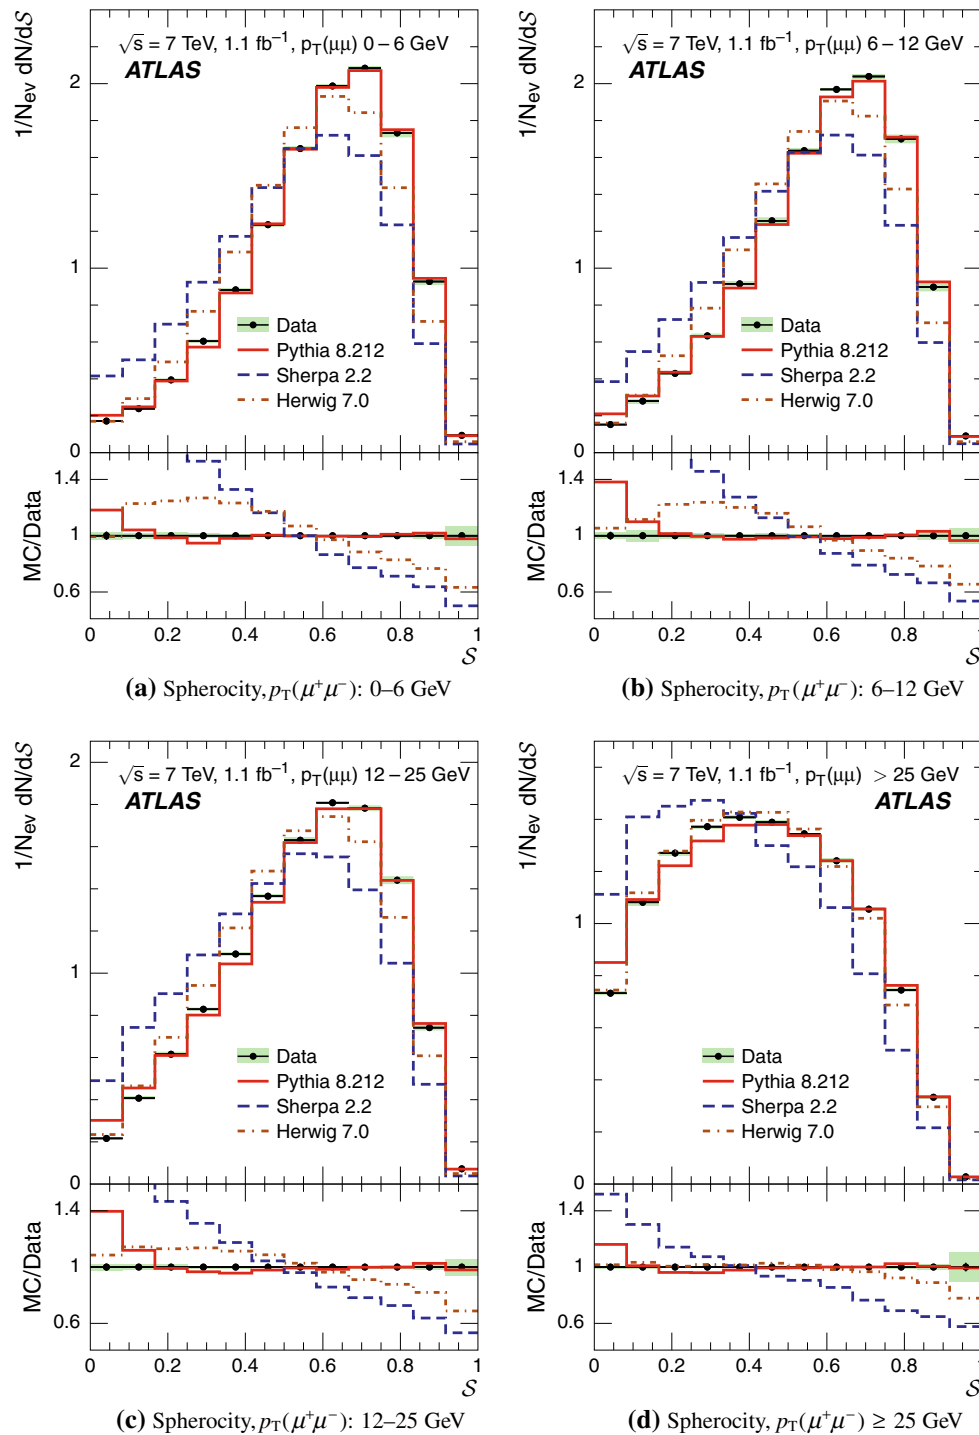 1/N_ev dN/dS
√s = 7 TeV, 1.1 fb⁻¹, p_T(μμ) 0 – 6 GeV
ATLAS
2
1
0
Data
Pythia 8.212
Sherpa 2.2
Herwig 7.0
MC/Data
1.4
1
0.6
0 0.2 0.4 0.6 0.8 1
S
(a) Spherocity, p_T(μ⁺μ⁻): 0–6 GeV
1/N_ev dN/dS
√s = 7 TeV, 1.1 fb⁻¹, p_T(μμ) 6 – 12 GeV
ATLAS
2
1
0
Data
Pythia 8.212
Sherpa 2.2
Herwig 7.0
MC/Data
1.4
1
0.6
0 0.2 0.4 0.6 0.8 1
S
(b) Spherocity, p_T(μ⁺μ⁻): 6–12 GeV
1/N_ev dN/dS
√s = 7 TeV, 1.1 fb⁻¹, p_T(μμ) 12 – 25 GeV
ATLAS
2
1
0
Data
Pythia 8.212
Sherpa 2.2
Herwig 7.0
MC/Data
1.4
1
0.6
0 0.2 0.4 0.6 0.8 1
S
(c) Spherocity, p_T(μ⁺μ⁻): 12–25 GeV
1/N_ev dN/dS
√s = 7 TeV, 1.1 fb⁻¹, p_T(μμ) > 25 GeV
ATLAS
1
0
Data
Pythia 8.212
Sherpa 2.2
Herwig 7.0
MC/Data
1.4
1
0.6
0 0.2 0.4 0.6 0.8 1
S
(d) Spherocity, p_T(μ⁺μ⁻) ≥ 25 GeV